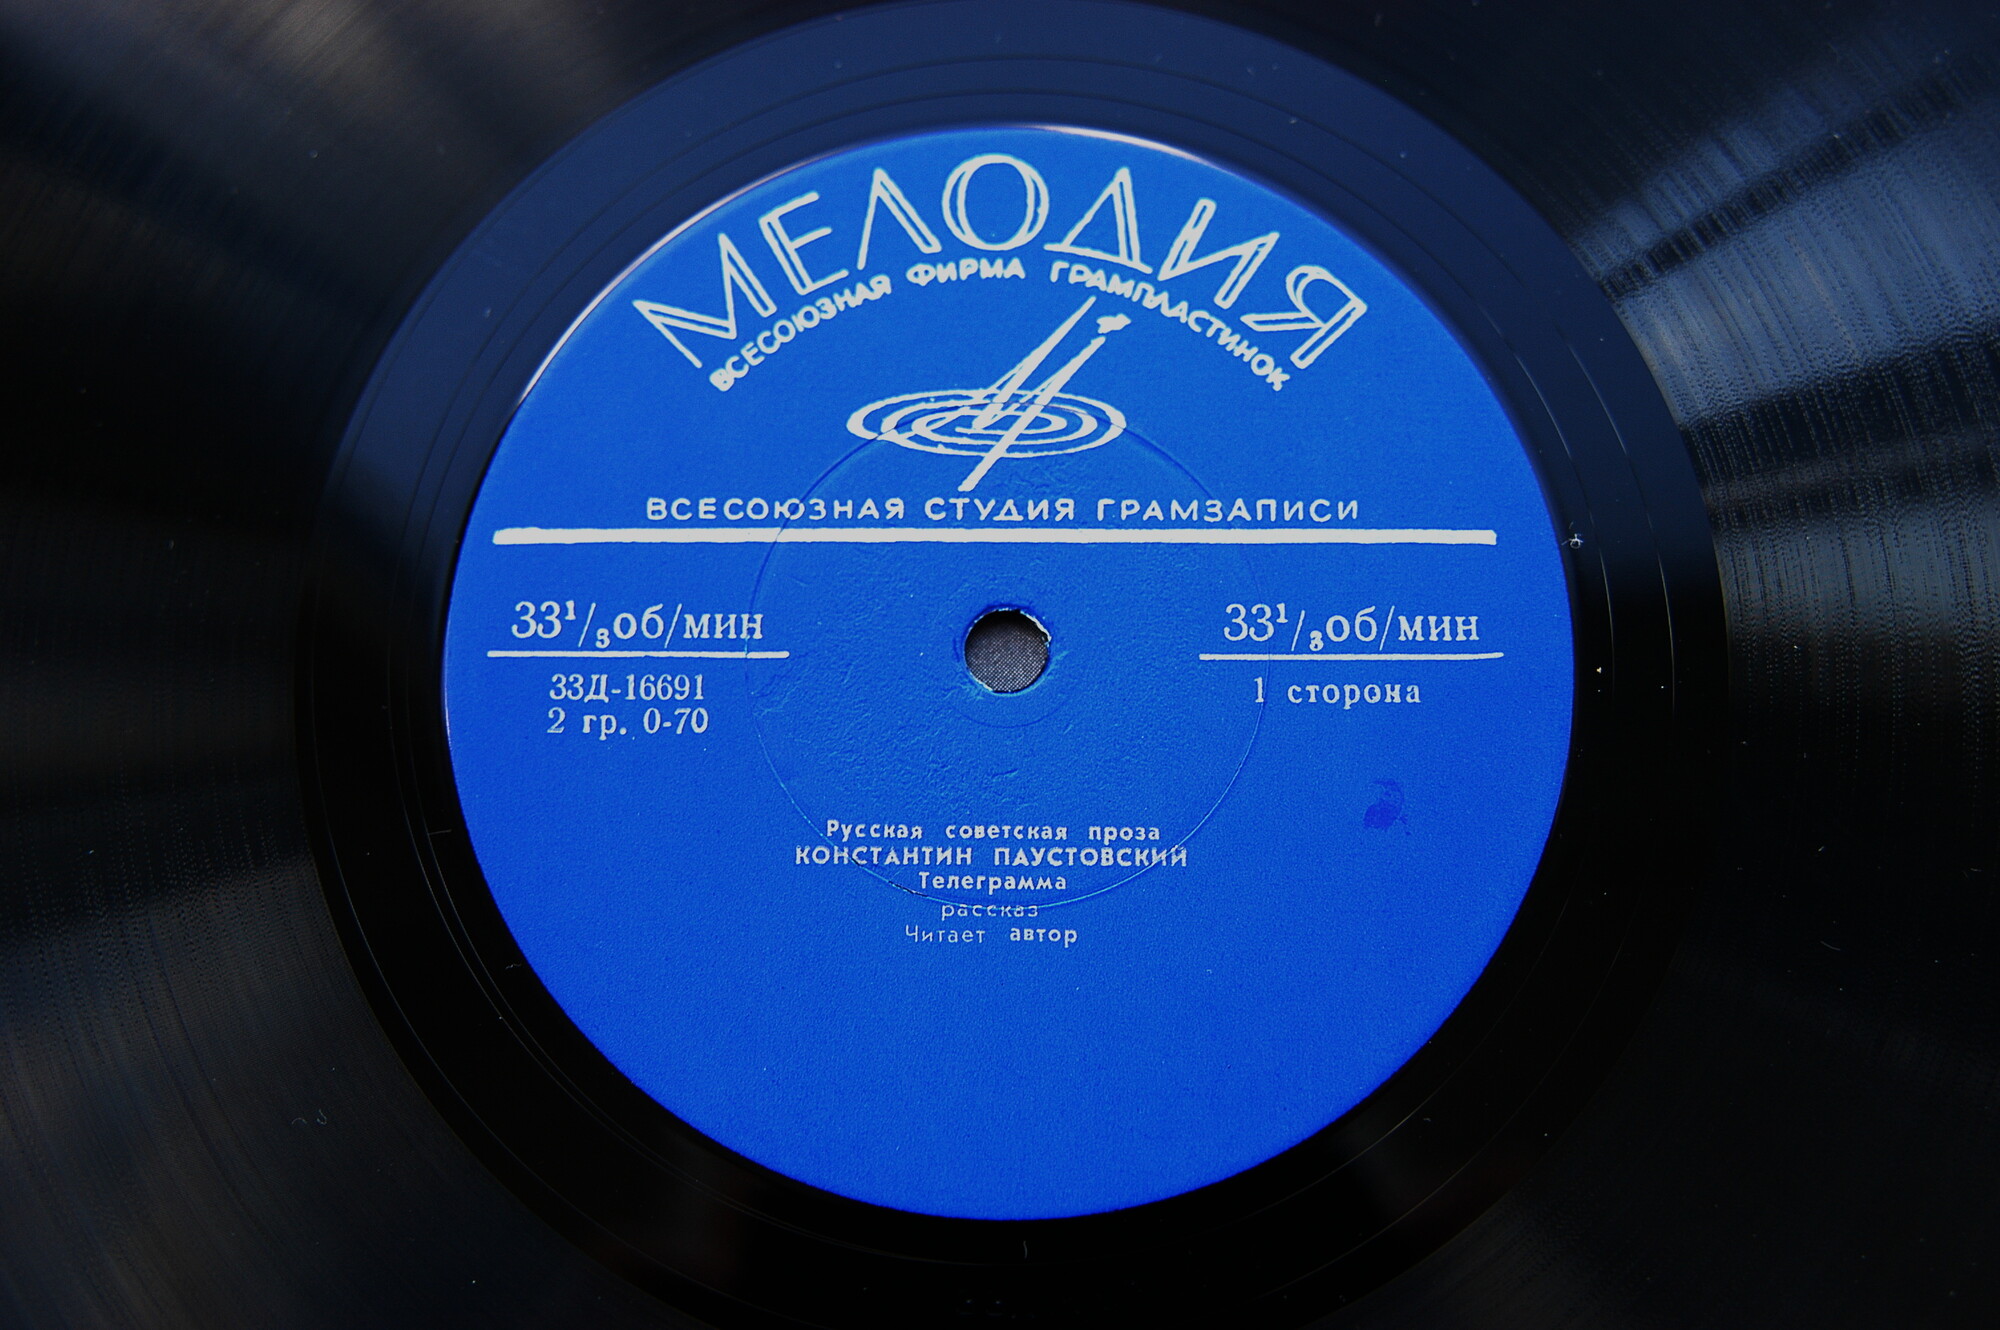 МЕЛОДИЯ
ВСЕСОЮЗНАЯ ФИРМА ГРАМПЛАСТИНОК
ВСЕСОЮЗНАЯ СТУДИЯ ГРАМЗАПИСИ
33¹/₃об/мин
33¹/₃об/мин
33Д-16691
2 гр. 0-70
1 сторона
Русская советская проза
КОНСТАНТИН ПАУСТОВСКИЙ
Телеграмма
рассказ
Читает автор